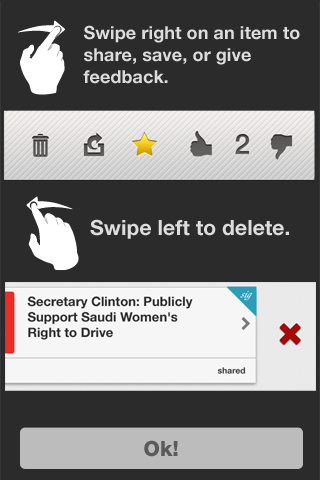 Swipe right on an item to
share, save, or give
feedback.
2
Swipe left to delete.
sig
Secretary Clinton: Publicly
Support Saudi Women's
Right to Drive
shared
Ok!